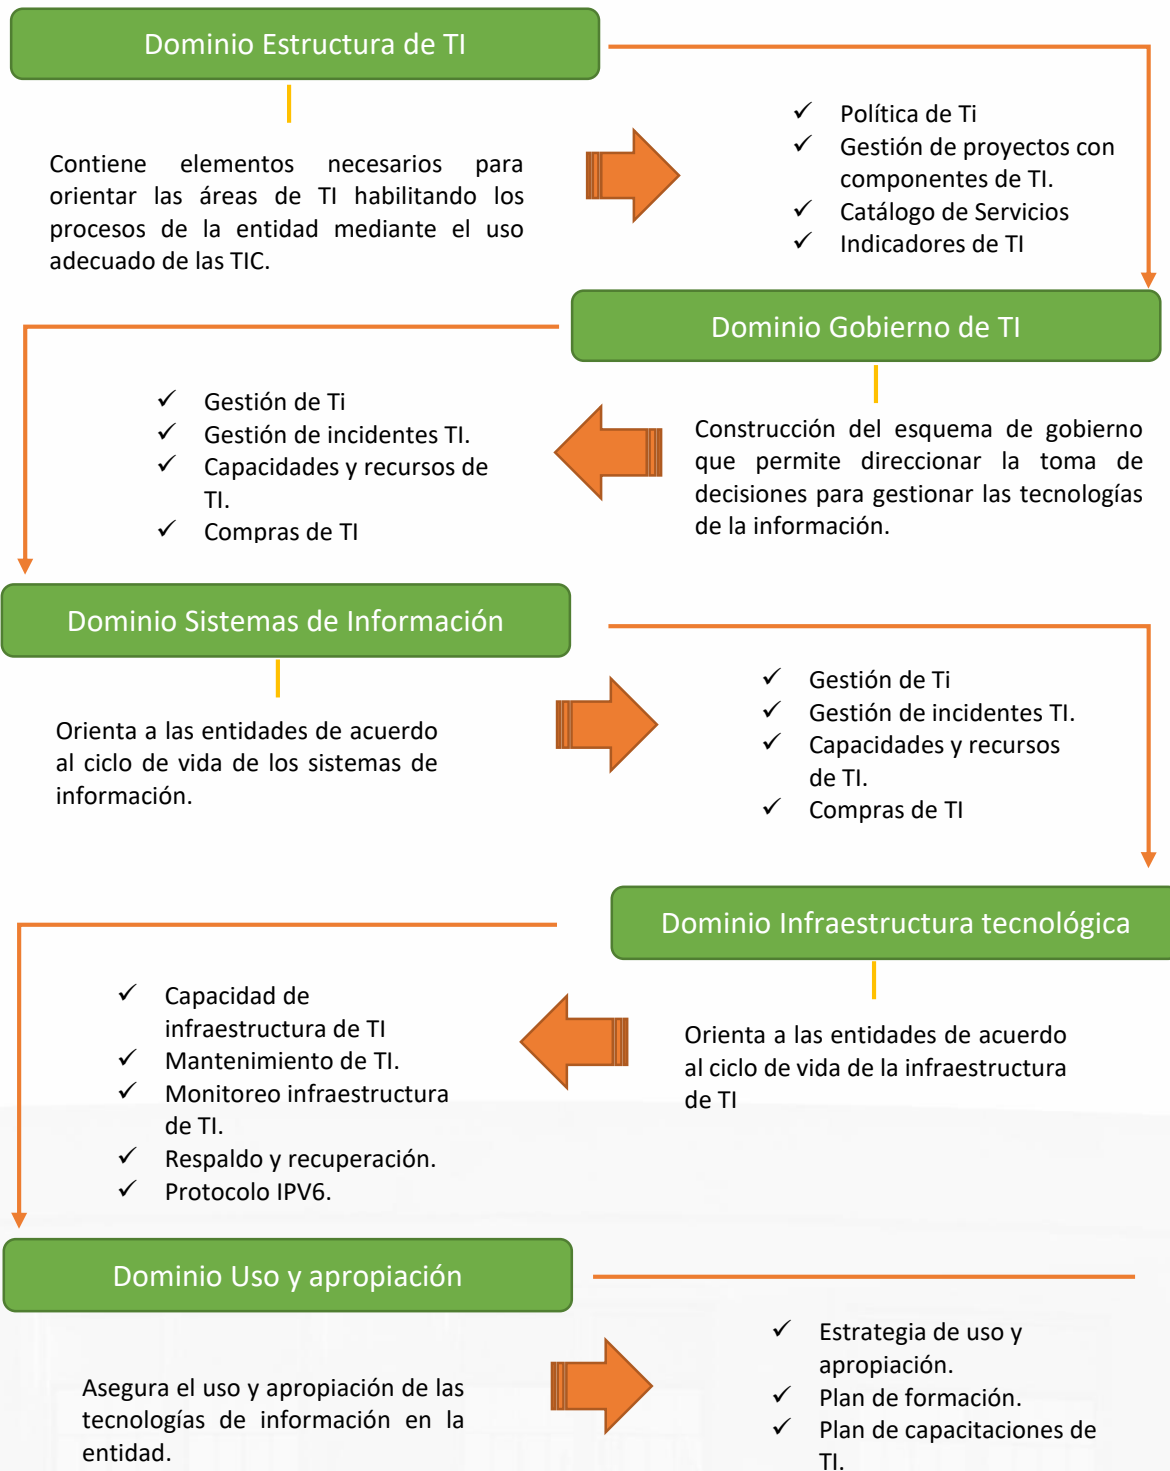 Dominio Estructura de TI
Contiene elementos necesarios para
orientar las áreas de TI habilitando los
procesos de la entidad mediante el uso
adecuado de las TIC.
✓ Política de Ti
✓ Gestión de proyectos con
componentes de TI.
✓ Catálogo de Servicios
✓ Indicadores de TI
Dominio Gobierno de TI
Construcción del esquema de gobierno
que permite direccionar la toma de
decisiones para gestionar las tecnologías
de la información.
✓ Gestión de Ti
✓ Gestión de incidentes TI.
✓ Capacidades y recursos de
TI.
✓ Compras de TI
Dominio Sistemas de Información
Orienta a las entidades de acuerdo
al ciclo de vida de los sistemas de
información.
✓ Gestión de Ti
✓ Gestión de incidentes TI.
✓ Capacidades y recursos
de TI.
✓ Compras de TI
Dominio Infraestructura tecnológica
Orienta a las entidades de acuerdo
al ciclo de vida de la infraestructura
de TI
✓ Capacidad de
infraestructura de TI
✓ Mantenimiento de TI.
✓ Monitoreo infraestructura
de TI.
✓ Respaldo y recuperación.
✓ Protocolo IPV6.
Dominio Uso y apropiación
Asegura el uso y apropiación de las
tecnologías de información en la
entidad.
✓ Estrategia de uso y
apropiación.
✓ Plan de formación.
✓ Plan de capacitaciones de
TI.